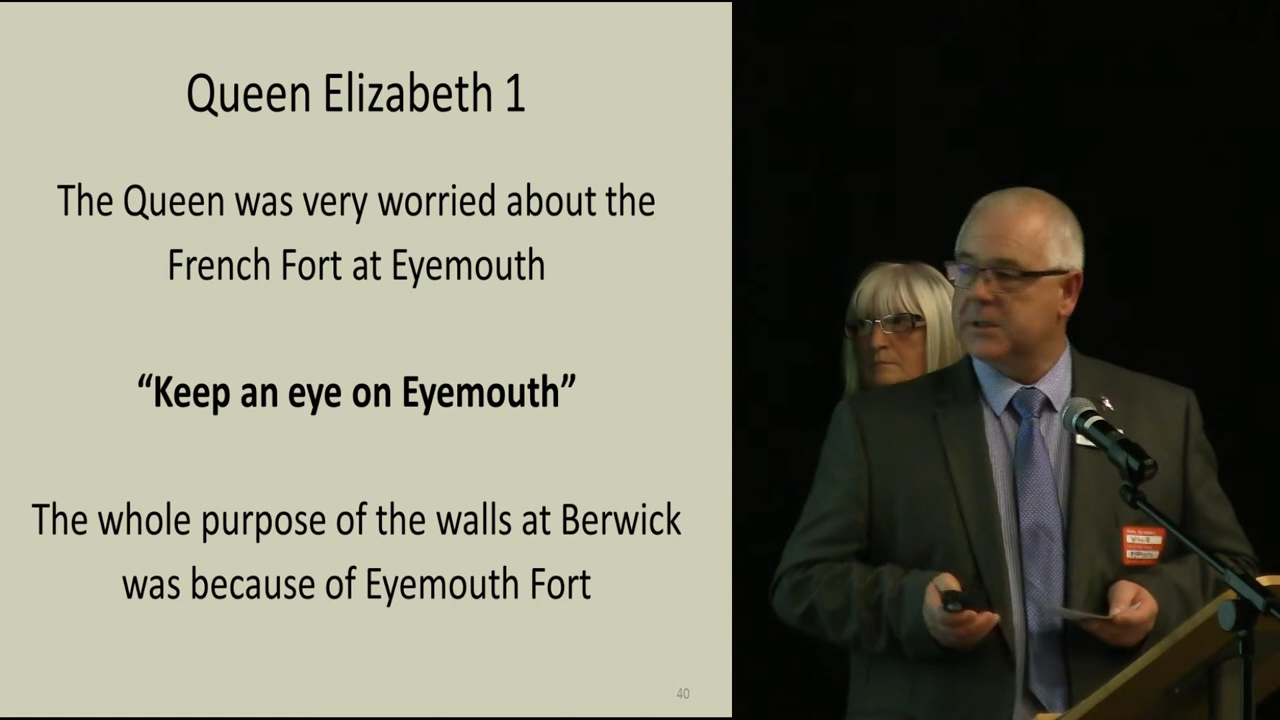 Queen Elizabeth 1
The Queen was very worried about the
French Fort at Eyemouth
“Keep an eye on Eyemouth”
The whole purpose of the walls at Berwick
was because of Eyemouth Fort
40